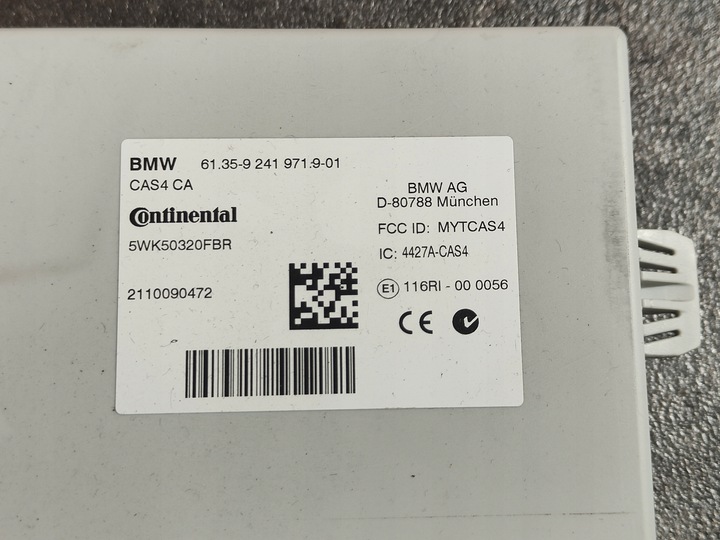 BMW 61.35-9 241 971.9-01
CAS4 CA
Continental
5WK50320FBR
2110090472
BMW AG
D-80788 München
FCC ID: MYTCAS4
IC: 4427A-CAS4
E1 116RI - 00 0056
CE